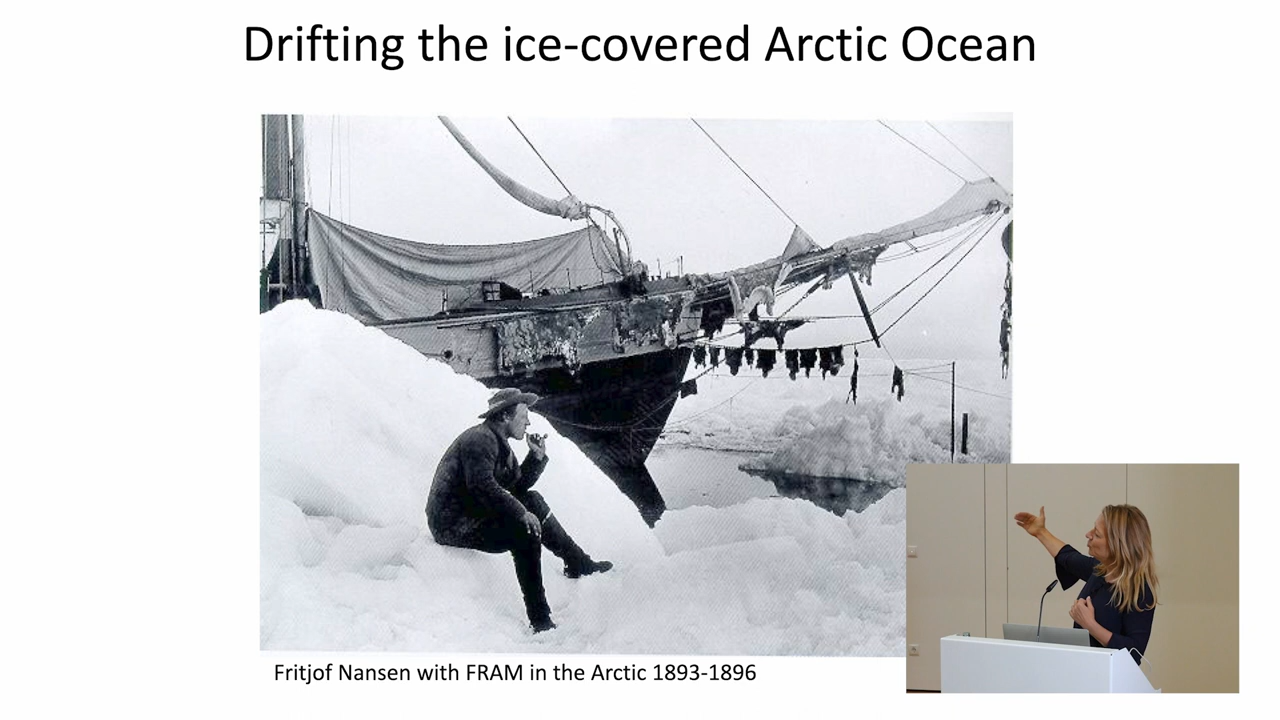 Drifting the ice-covered Arctic Ocean
Fritjof Nansen with FRAM in the Arctic 1893-1896